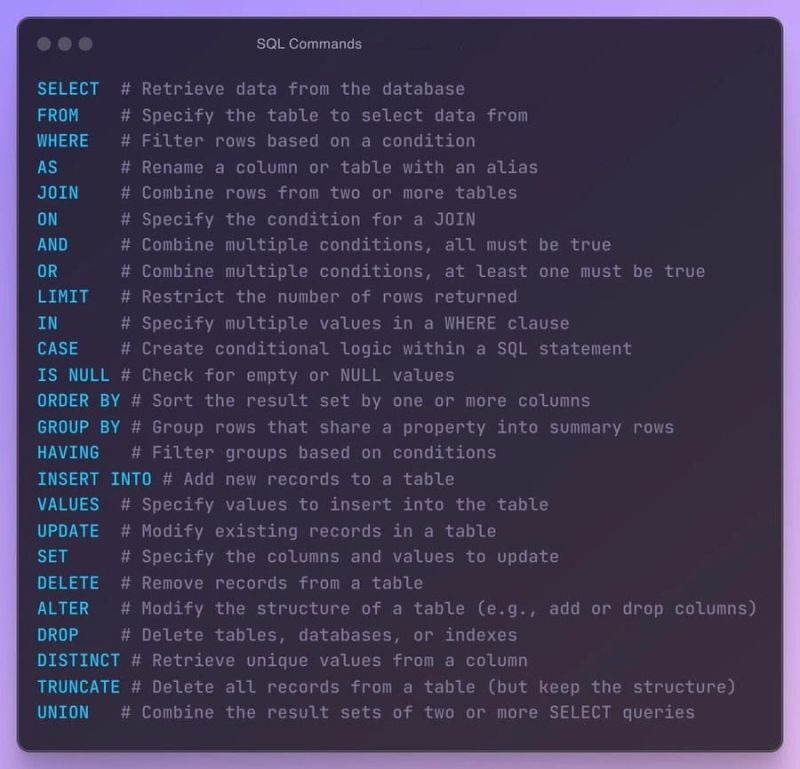 SQL Commands
SELECT # Retrieve data from the database
FROM # Specify the table to select data from
WHERE # Filter rows based on a condition
AS # Rename a column or table with an alias
JOIN # Combine rows from two or more tables
ON # Specify the condition for a JOIN
AND # Combine multiple conditions, all must be true
OR # Combine multiple conditions, at least one must be true
LIMIT # Restrict the number of rows returned
IN # Specify multiple values in a WHERE clause
CASE # Create conditional logic within a SQL statement
IS NULL # Check for empty or NULL values
ORDER BY # Sort the result set by one or more columns
GROUP BY # Group rows that share a property into summary rows
HAVING # Filter groups based on conditions
INSERT INTO # Add new records to a table
VALUES # Specify values to insert into the table
UPDATE # Modify existing records in a table
SET # Specify the columns and values to update
DELETE # Remove records from a table
ALTER # Modify the structure of a table (e.g., add or drop columns)
DROP # Delete tables, databases, or indexes
DISTINCT # Retrieve unique values from a column
TRUNCATE # Delete all records from a table (but keep the structure)
UNION # Combine the result sets of two or more SELECT queries